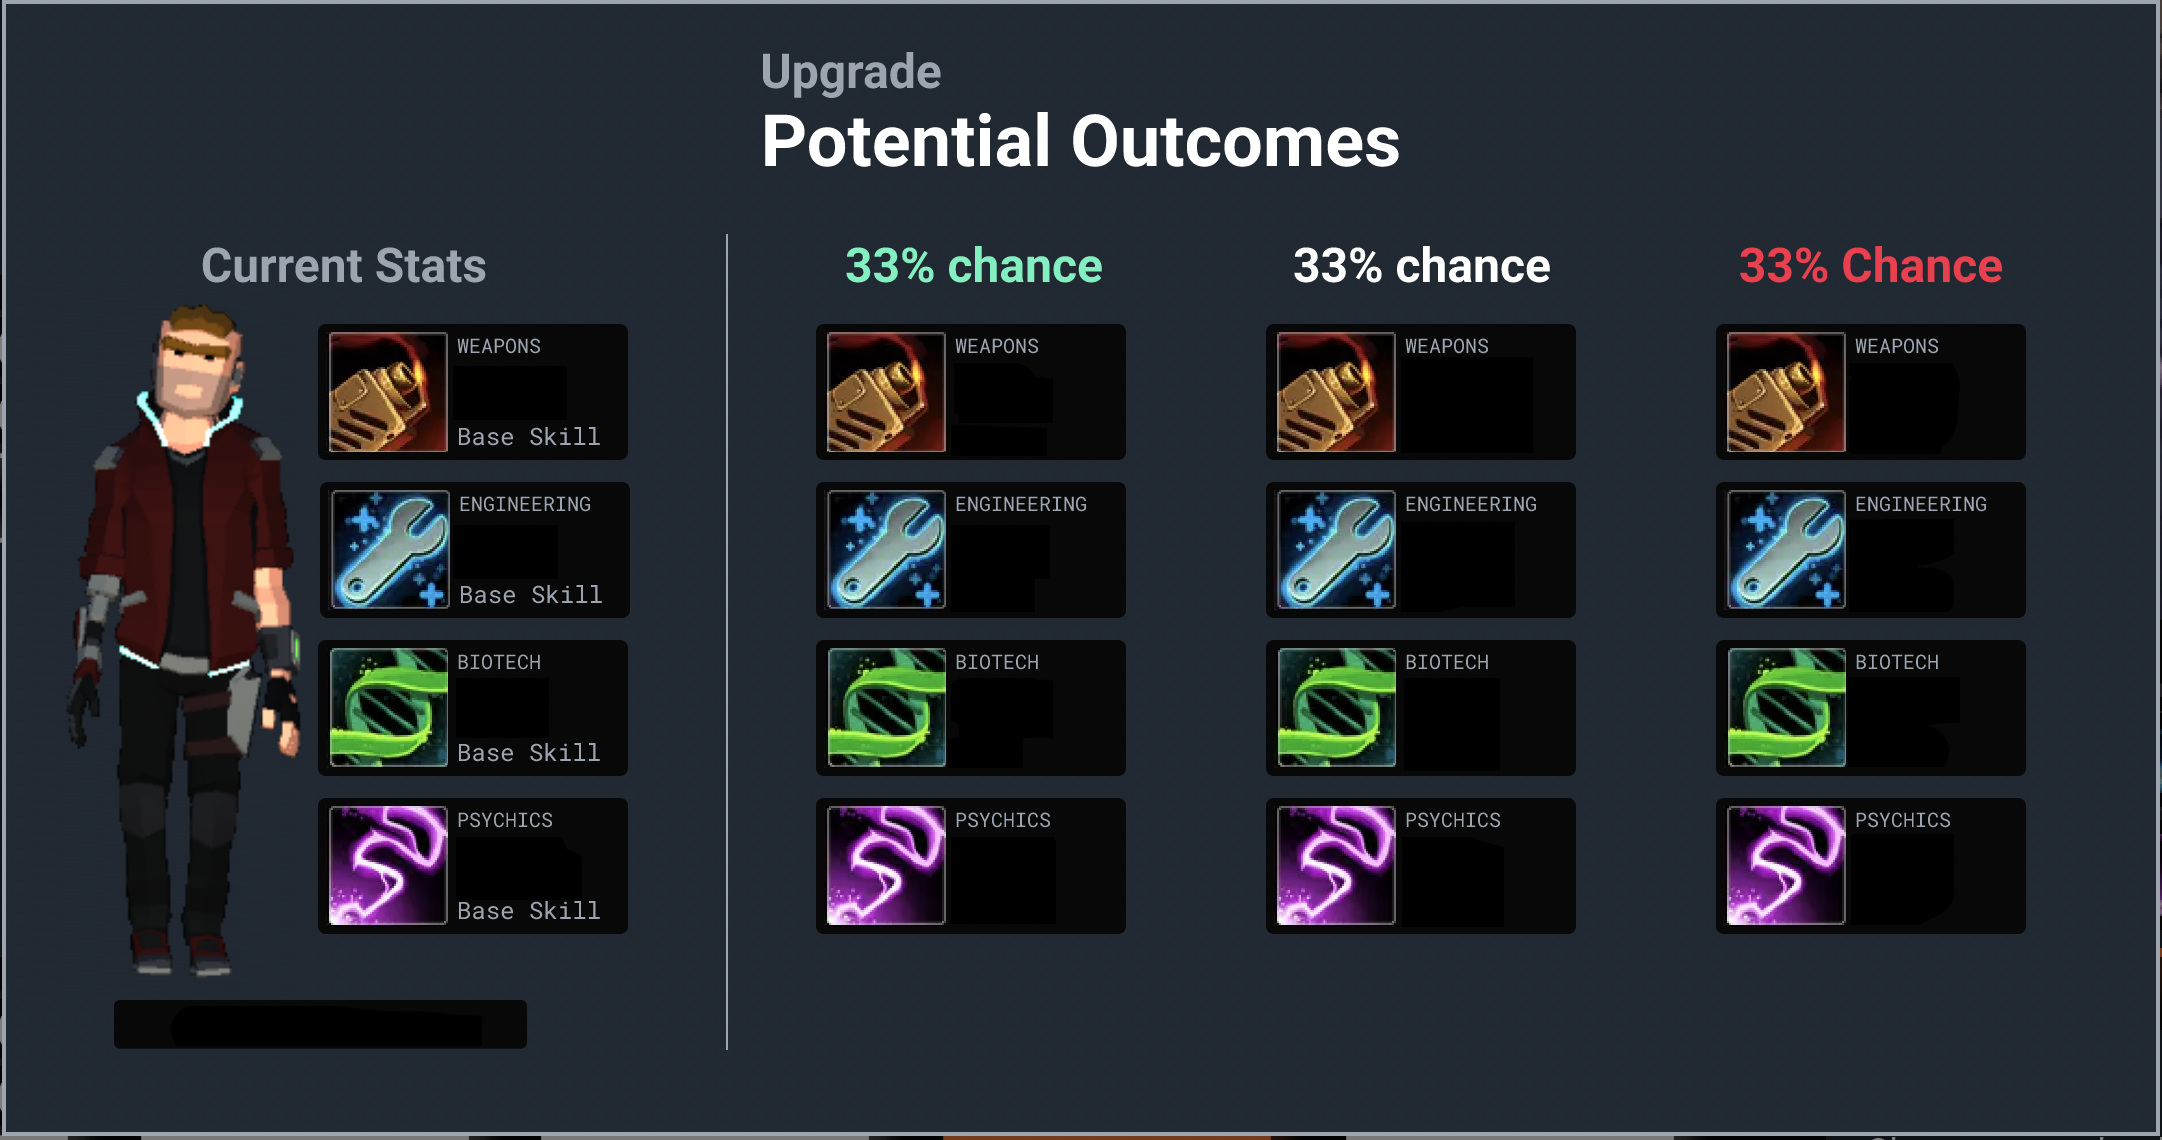 Upgrade
Potential Outcomes
Current Stats
WEAPONS
Base Skill
ENGINEERING
Base Skill
BIOTECH
Base Skill
PSYCHICS
Base Skill
33% chance
WEAPONS
ENGINEERING
BIOTECH
PSYCHICS
33% chance
WEAPONS
ENGINEERING
BIOTECH
PSYCHICS
33% Chance
WEAPONS
ENGINEERING
BIOTECH
PSYCHICS